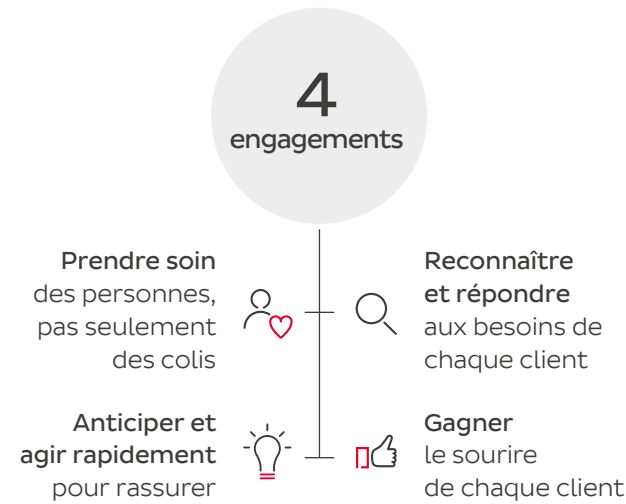 4
engagements
Prendre soin
des personnes,
pas seulement
des colis
Reconnaître
et répondre
aux besoins de
chaque client
Anticiper et
agir rapidement
pour rassurer
Gagner
le sourire
de chaque client